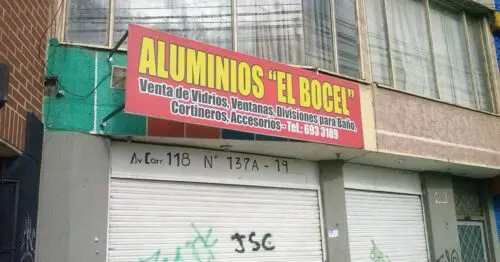 ALUMINIOS "EL BOCEL"
Venta de Vidrios, Ventanas, Divisiones para Baño,
Cortineros, Accesorios - Tel.: 693 3189
Av Carr 118 N° 137A - 19
JSC